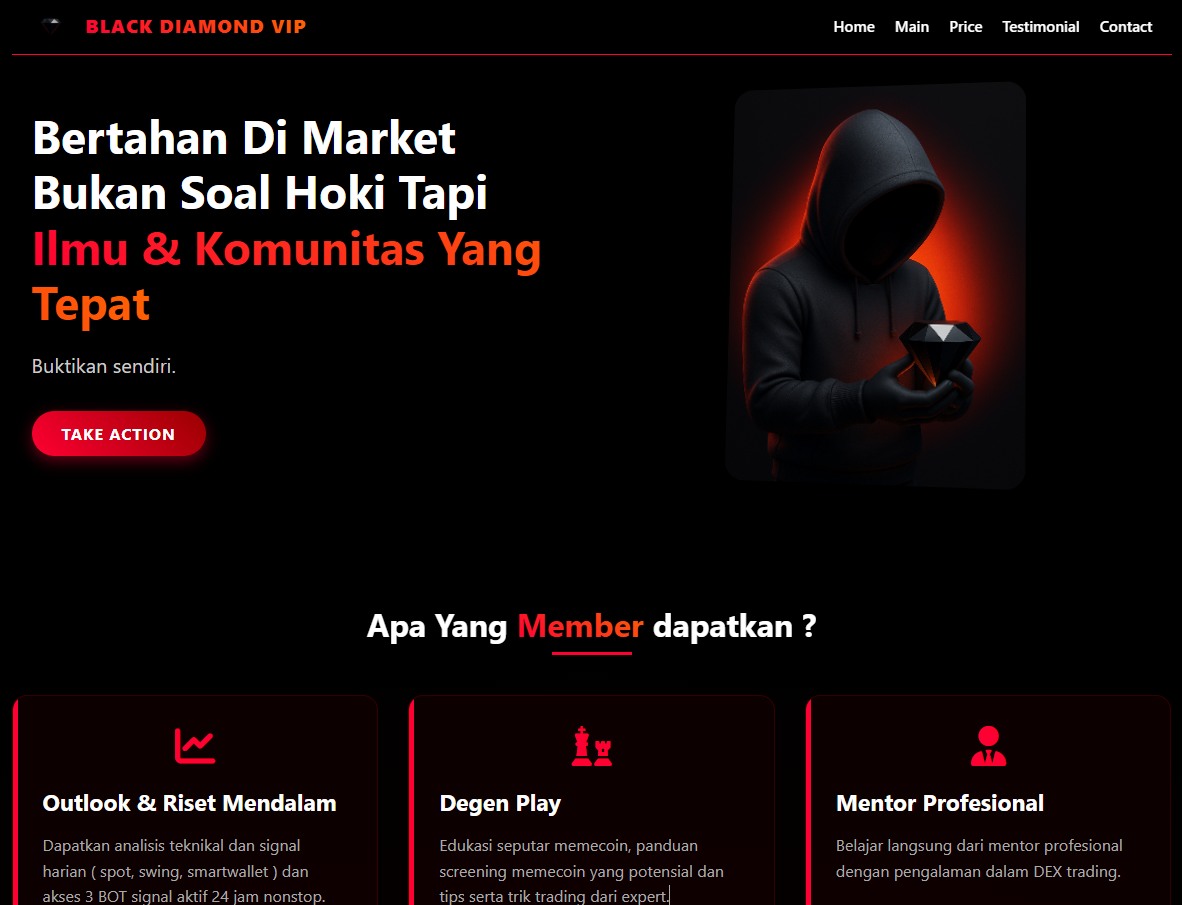 BLACK DIAMOND VIP
Home Main Price Testimonial Contact
Bertahan Di Market
Bukan Soal Hoki Tapi
Ilmu & Komunitas Yang
Tepat
Buktikan sendiri.
TAKE ACTION
Apa Yang Member dapatkan ?
Outlook & Riset Mendalam
Dapatkan analisis teknikal dan signal
harian ( spot, swing, smartwallet ) dan
akses 3 BOT signal aktif 24 jam nonstop.
Degen Play
Edukasi seputar memecoin, panduan
screening memecoin yang potensial dan
tips serta trik trading dari expert.
Mentor Profesional
Belajar langsung dari mentor profesional
dengan pengalaman dalam DEX trading.